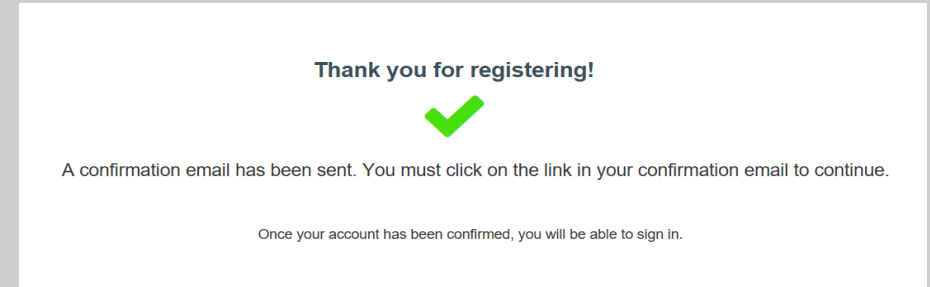 Thank you for registering!
A confirmation email has been sent. You must click on the link in your confirmation email to continue.
Once your account has been confirmed, you will be able to sign in.